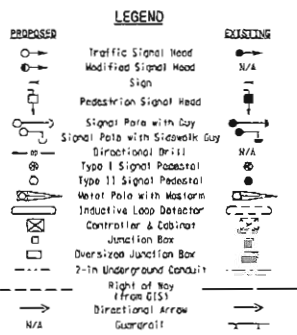 LEGEND
PROPOSED EXISTING
Traffic Signal Head
Modified Signal Head N/A
Sign
Pedestrian Signal Head
Signal Pole with Guy
Signal Pole with Sidewalk Guy
Directional Drill N/A
Type I Signal Pedestal
Type II Signal Pedestal
Metal Pole with Mastarm
Inductive Loop Detector
Controller & Cabinet
Junction Box
Oversized Junction Box
2-in Underground Conduit
Right of Way
(from GIS)
Directional Arrow
N/A Guardrail